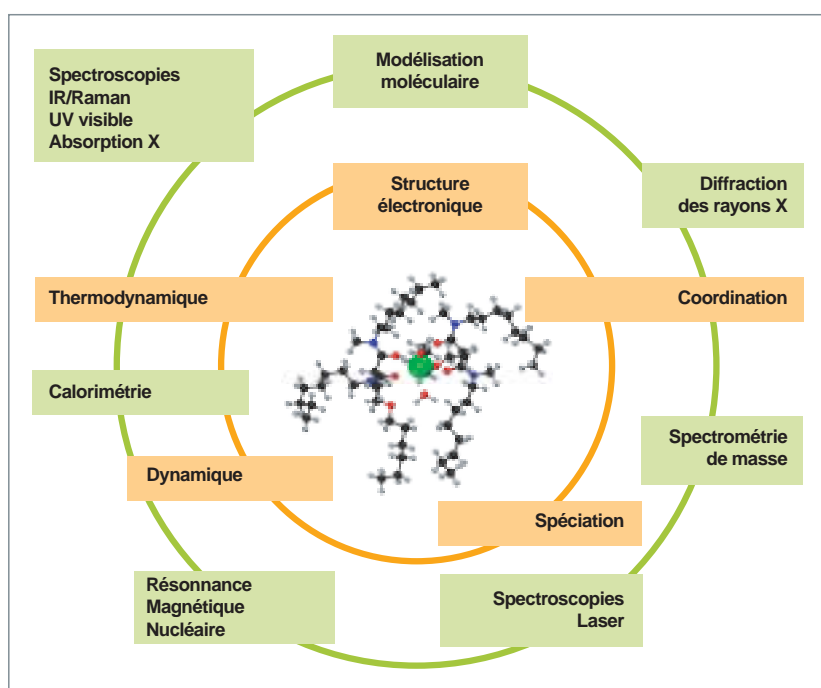 Spectroscopies
IR/Raman
UV visible
Absorption X
Modélisation
moléculaire
Structure
électronique
Diffraction
des rayons X
Thermodynamique
Coordination
Calorimétrie
Spectrométrie
de masse
Dynamique
Spéciation
Résonnance
Magnétique
Nucléaire
Spectroscopies
Laser